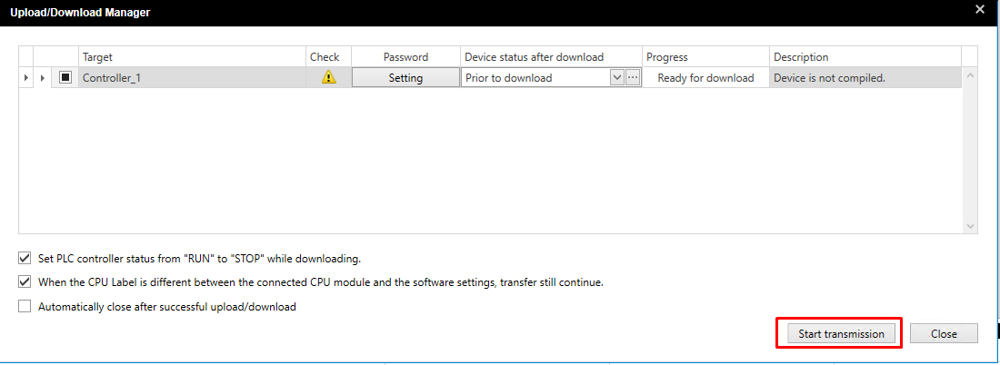 Upload/Download Manager
Target Check Password Device status after download Progress Description
Controller_1 Setting Prior to download Ready for download Device is not compiled.
Set PLC controller status from "RUN" to "STOP" while downloading.
When the CPU Label is different between the connected CPU module and the software settings, transfer still continue.
Automatically close after successful upload/download
Start transmission Close